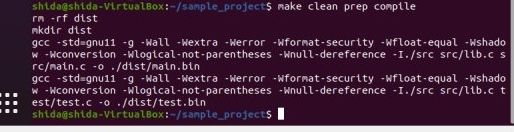 shida@shida-VirtualBox:~/sample_project$ make clean prep compile
rm -rf dist
mkdir dist
gcc -std=gnu11 -g -Wall -Wextra -Werror -Wformat-security -Wfloat-equal -Wshado
w -Wconversion -Wlogical-not-parentheses -Wnull-dereference -I./src src/lib.c s
rc/main.c -o ./dist/main.bin
gcc -std=gnu11 -g -Wall -Wextra -Werror -Wformat-security -Wfloat-equal -Wshado
w -Wconversion -Wlogical-not-parentheses -Wnull-dereference -I./src src/lib.c t
est/test.c -o ./dist/test.bin
shida@shida-VirtualBox:~/sample_project$